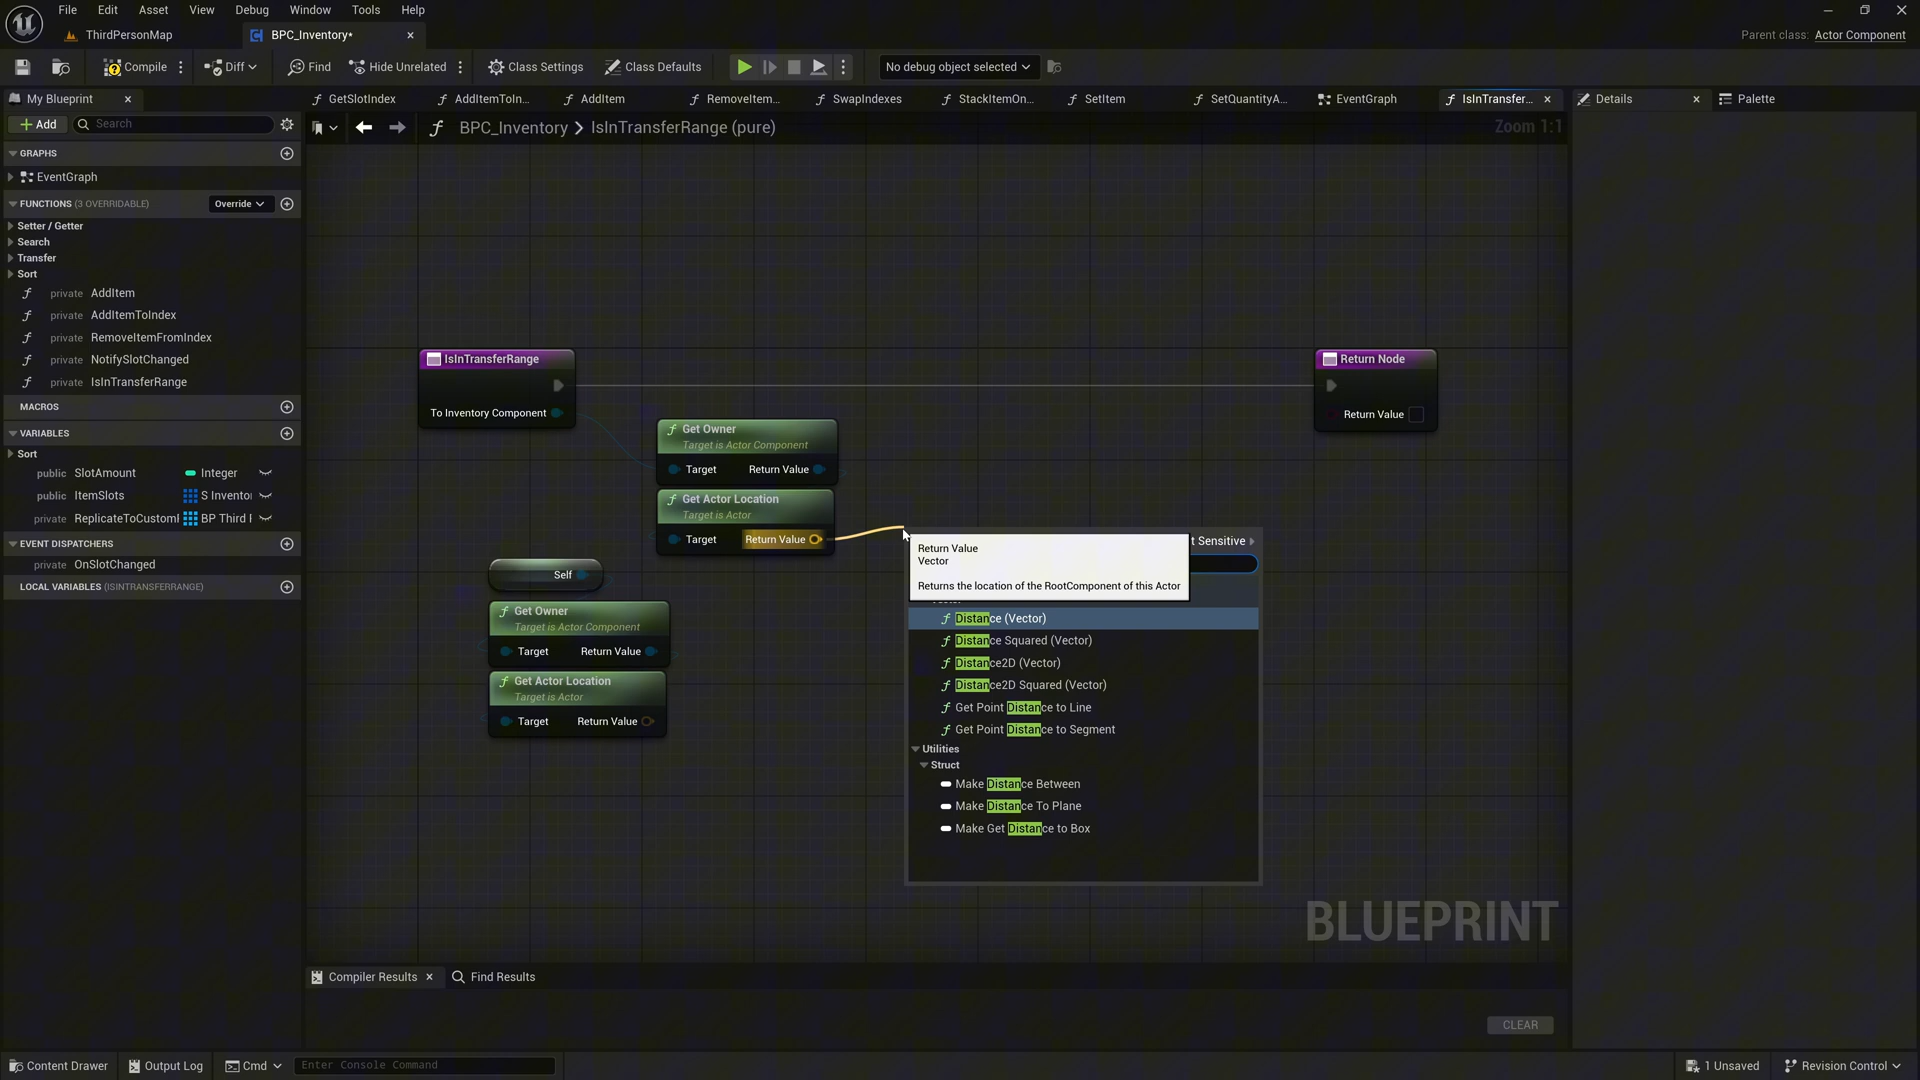 File Edit Asset View Window Debug Tools Help
ThirdPersonMap
BPC_Inventory*
Parent class: Actor Component
Compile
Diff
Find
Hide Unrelated
Class Settings
Class Defaults
No debug object selected
My Blueprint
GetSlotIndex
AddItemToIn...
AddItem
RemoveItem...
SwapIndexes
StackItemOn...
SetItem
SetQuantityA...
EventGraph
IsInTransfer...
Details
Palette
Add
Search
BPC_Inventory > IsInTransferRange (pure)
Zoom 1:1
GRAPHS
EventGraph
FUNCTIONS (3 OVERRIDABLE)
Override
Setter / Getter
Search
Transfer
Sort
private AddItem
private AddItemToIndex
private RemoveItemFromIndex
private NotifySlotChanged
private IsInTransferRange
MACROS
VARIABLES
Sort
public SlotAmount Integer
public ItemSlots S Invento
private ReplicateToCustom BP Third
EVENT DISPATCHERS
OnSlotChanged
LOCAL VARIABLES (ISINTRANSFERRANGE)
IsInTransferRange
To Inventory Component
Return Node
Return Value
Get Owner
Target is Actor Component
Target Return Value
Get Actor Location
Target is Actor
Target Return Value
Self
Get Owner
Target is Actor Component
Target Return Value
Get Actor Location
Target is Actor
Target Return Value
t Sensitive
Return Value
Vector
Returns the location of the RootComponent of this Actor
Distance (Vector)
Distance Squared (Vector)
Distance2D (Vector)
Distance2D Squared (Vector)
Get Point Distance to Line
Get Point Distance to Segment
Utilities
Struct
Make Distance Between
Make Distance To Plane
Make Get Distance to Box
BLUEPRINT
Compiler Results
Find Results
CLEAR
Content Drawer
Output Log
Cmd
Enter Console Command
1 Unsaved
Revision Control